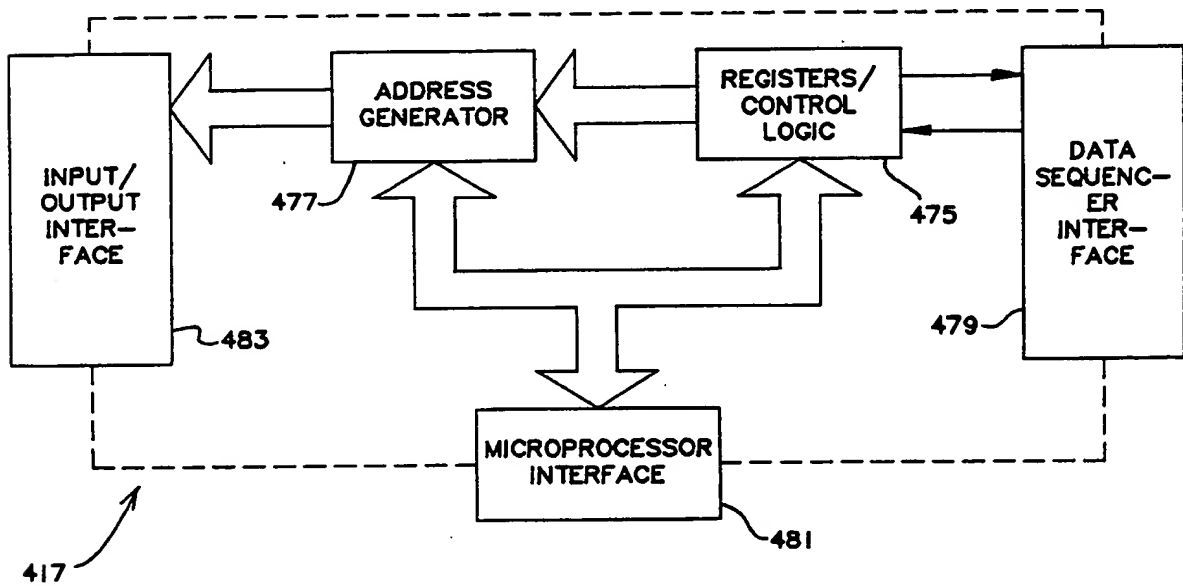 INPUT/
OUTPUT
INTER-
FACE
483
ADDRESS
GENERATOR
477
REGISTERS/
CONTROL
LOGIC
475
DATA
SEQUENC-
ER
INTER-
FACE
479
MICROPROCESSOR
INTERFACE
481
417